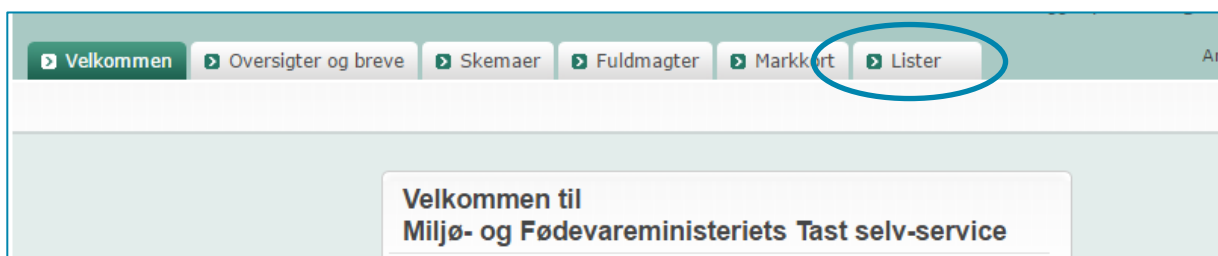 Velkommen Oversigter og breve Skemaer Fuldmagter Markkort Lister
Velkommen til
Miljø- og Fødevareministeriets Tast selv-service